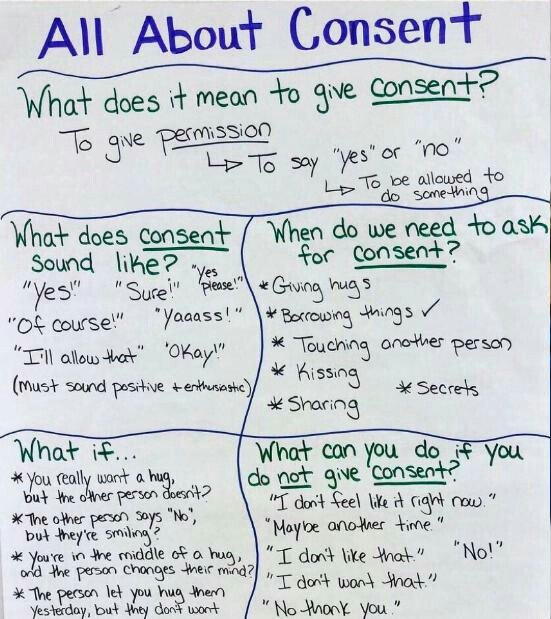 All About Consent
What does it mean to give consent?
To give permission
↳ To say "yes" or "no"
↳ To be allowed to
do something
What does consent
sound like?
"Yes!" "Sure!" "Yes please!"
"Of course!" "Yaaass!"
"I'll allow that" "Okay!"
(must sound positive + enthusiastic)
When do we need to ask
for consent?
* Giving hugs
* Borrowing things ✓
* Touching another person
* Kissing
* Secrets
* Sharing
What if...
* You really want a hug,
but the other person doesn't?
* The other person says "No",
but they're smiling?
* You're in the middle of a hug,
and the person changes their mind?
* The person let you hug them
yesterday, but they don't want
What can you do if you
do not give consent?
"I don't feel like it right now."
"Maybe another time."
"I don't like that." "No!"
"I don't want that."
"No thank you."